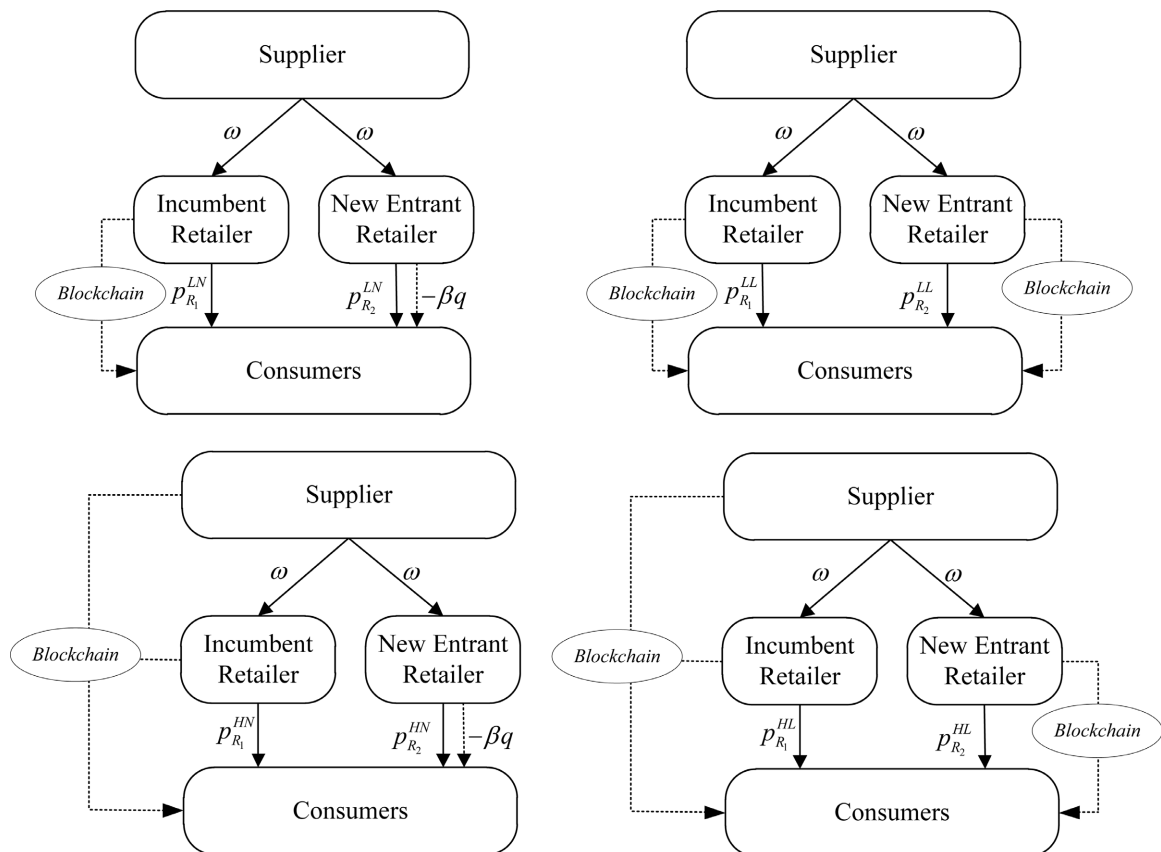 Supplier
ω
ω
Incumbent
Retailer
New Entrant
Retailer
Blockchain
p_{R_1}^{LN}
p_{R_2}^{LN}
−βq
Consumers
Supplier
ω
ω
Incumbent
Retailer
New Entrant
Retailer
Blockchain
p_{R_1}^{LL}
p_{R_2}^{LL}
Blockchain
Consumers
Supplier
ω
ω
Incumbent
Retailer
New Entrant
Retailer
Blockchain
p_{R_1}^{HN}
p_{R_2}^{HN}
−βq
Consumers
Supplier
ω
ω
Incumbent
Retailer
New Entrant
Retailer
Blockchain
p_{R_1}^{HL}
p_{R_2}^{HL}
Blockchain
Consumers